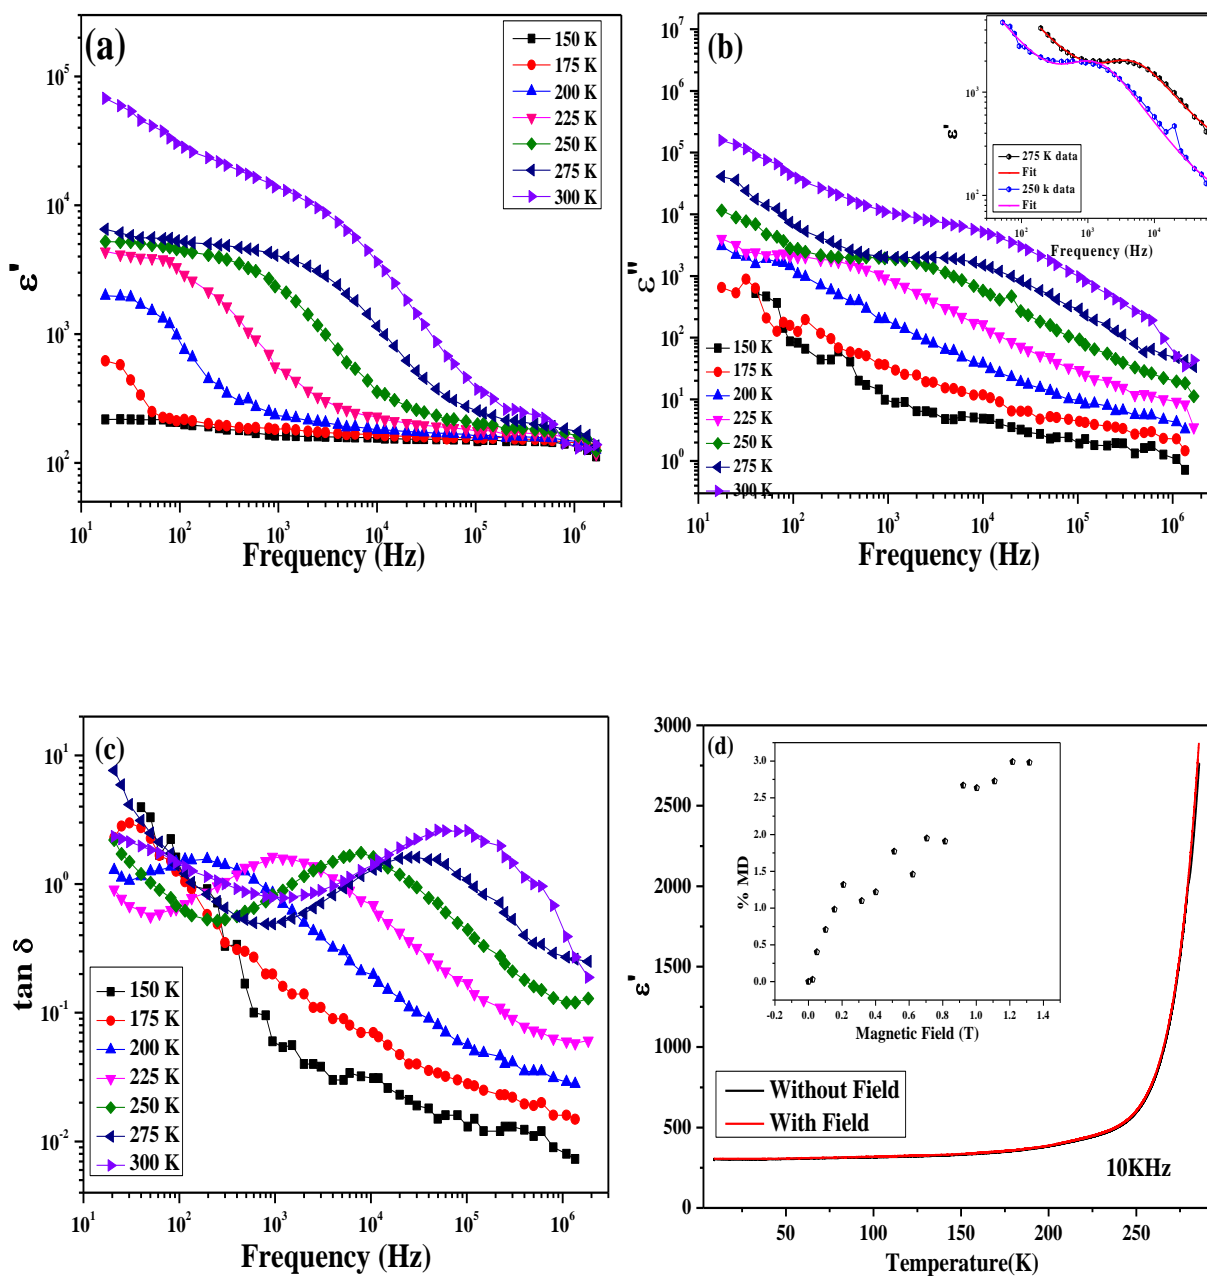 (a)
150 K
175 K
200 K
225 K
250 K
275 K
300 K
10^5
10^4
10^3
10^2
ε'
10^1 10^2 10^3 10^4 10^5 10^6
Frequency (Hz)
(b)
10^7
10^6
10^5
10^4
10^3
10^2
10^1
10^0
ε''
150 K
175 K
200 K
225 K
250 K
275 K
300 K
10^1 10^2 10^3 10^4 10^5 10^6
Frequency (Hz)
10^3
10^2
ε'
275 K data
Fit
250 k data
Fit
10^2 10^3 10^4
Frequency (Hz)
(c)
10^1
10^0
10^-1
10^-2
tan δ
150 K
175 K
200 K
225 K
250 K
275 K
300 K
10^1 10^2 10^3 10^4 10^5 10^6
Frequency (Hz)
(d)
3000
2500
2000
1500
1000
500
0
ε'
3.0
2.5
2.0
1.5
1.0
0.5
0.0
% MD
-0.2 0.0 0.2 0.4 0.6 0.8 1.0 1.2 1.4
Magnetic Field (T)
Without Field
With Field
10KHz
50 100 150 200 250
Temperature(K)